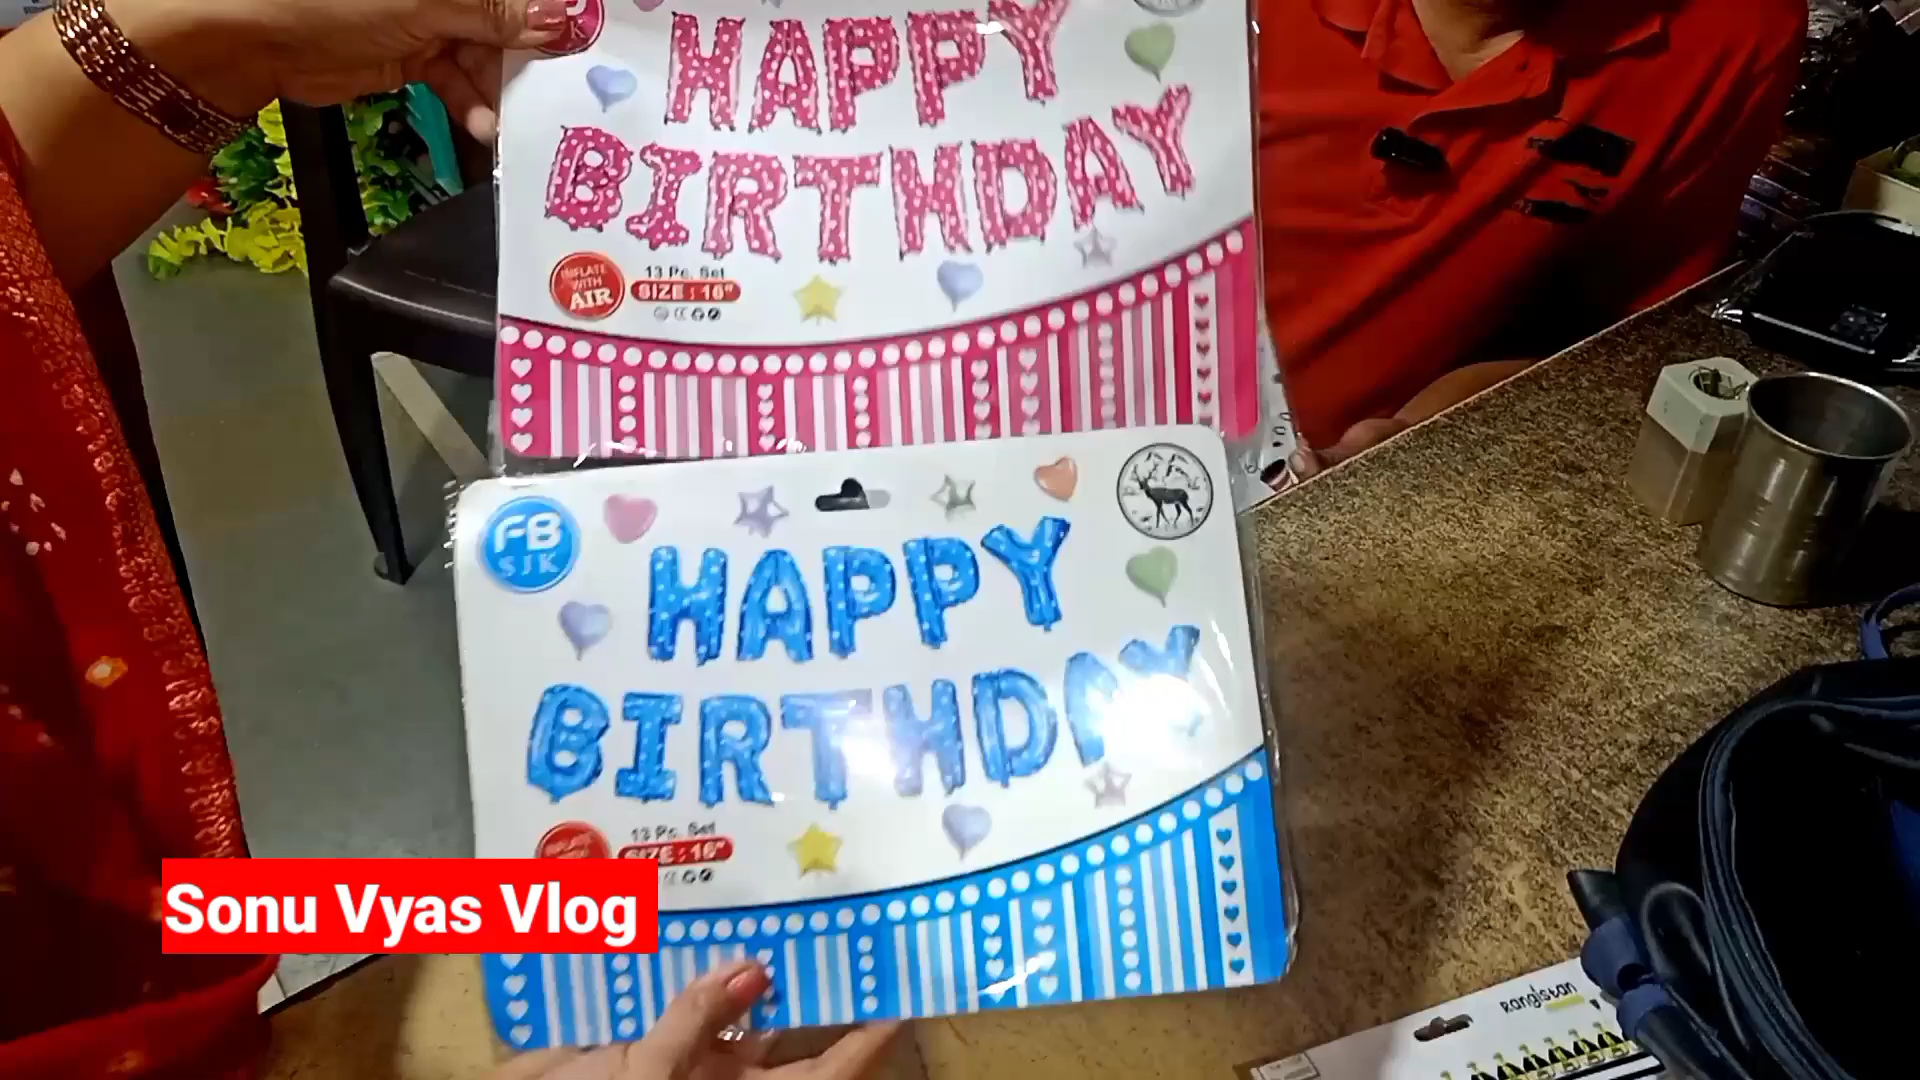 HAPPY
BIRTHDAY
INFLATE
WITH
AIR
13 Pc. Set
SIZE : 16"
FB
SJK
HAPPY
BIRTHDAY
13 Pc. Set
SIZE : 16"
Sonu Vyas Vlog
Rangistan